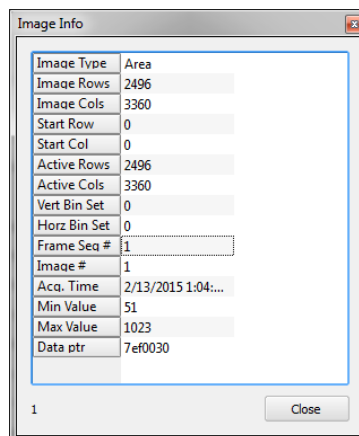 Image Info
Image Type Area
Image Rows 2496
Image Cols 3360
Start Row 0
Start Col 0
Active Rows 2496
Active Cols 3360
Vert Bin Set 0
Horz Bin Set 0
Frame Seq # 1
Image # 1
Acq. Time 2/13/2015 1:04:...
Min Value 51
Max Value 1023
Data ptr 7ef0030
1 Close